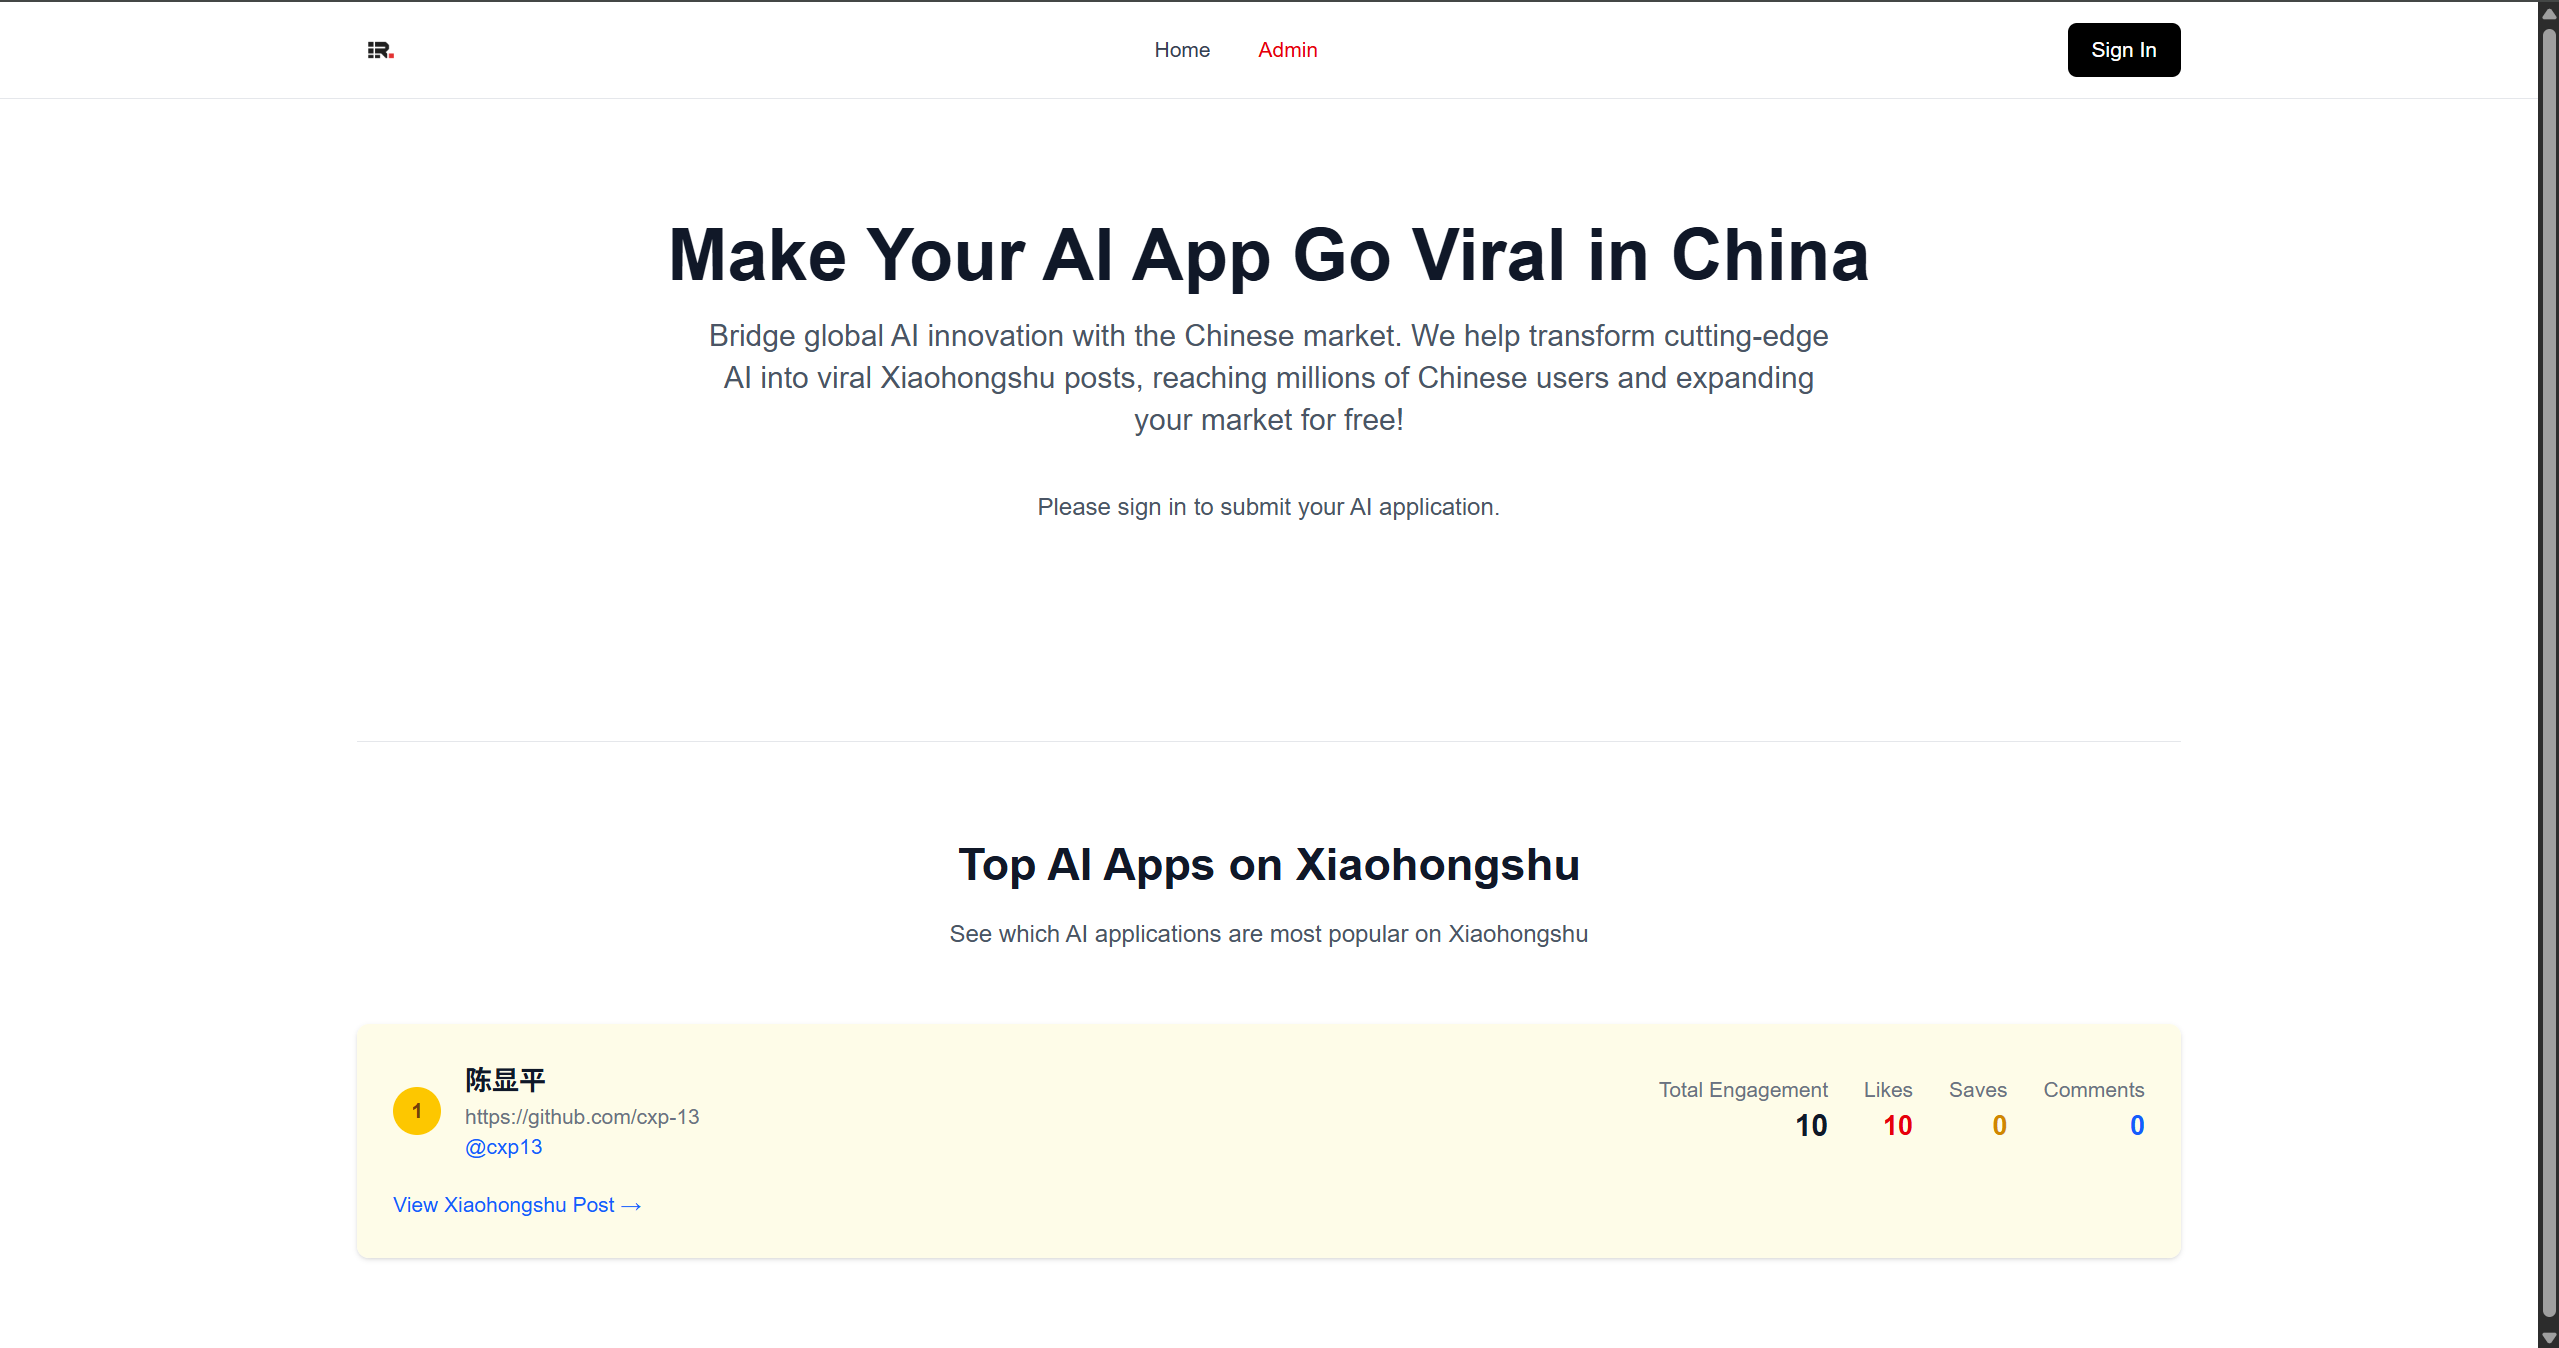 Home
Admin
Sign In
Make Your AI App Go Viral in China
Bridge global AI innovation with the Chinese market. We help transform cutting-edge
AI into viral Xiaohongshu posts, reaching millions of Chinese users and expanding
your market for free!
Please sign in to submit your AI application.
Top AI Apps on Xiaohongshu
See which AI applications are most popular on Xiaohongshu
1
陈显平
https://github.com/cxp-13
@cxp13
Total Engagement
10
Likes
10
Saves
0
Comments
0
View Xiaohongshu Post →